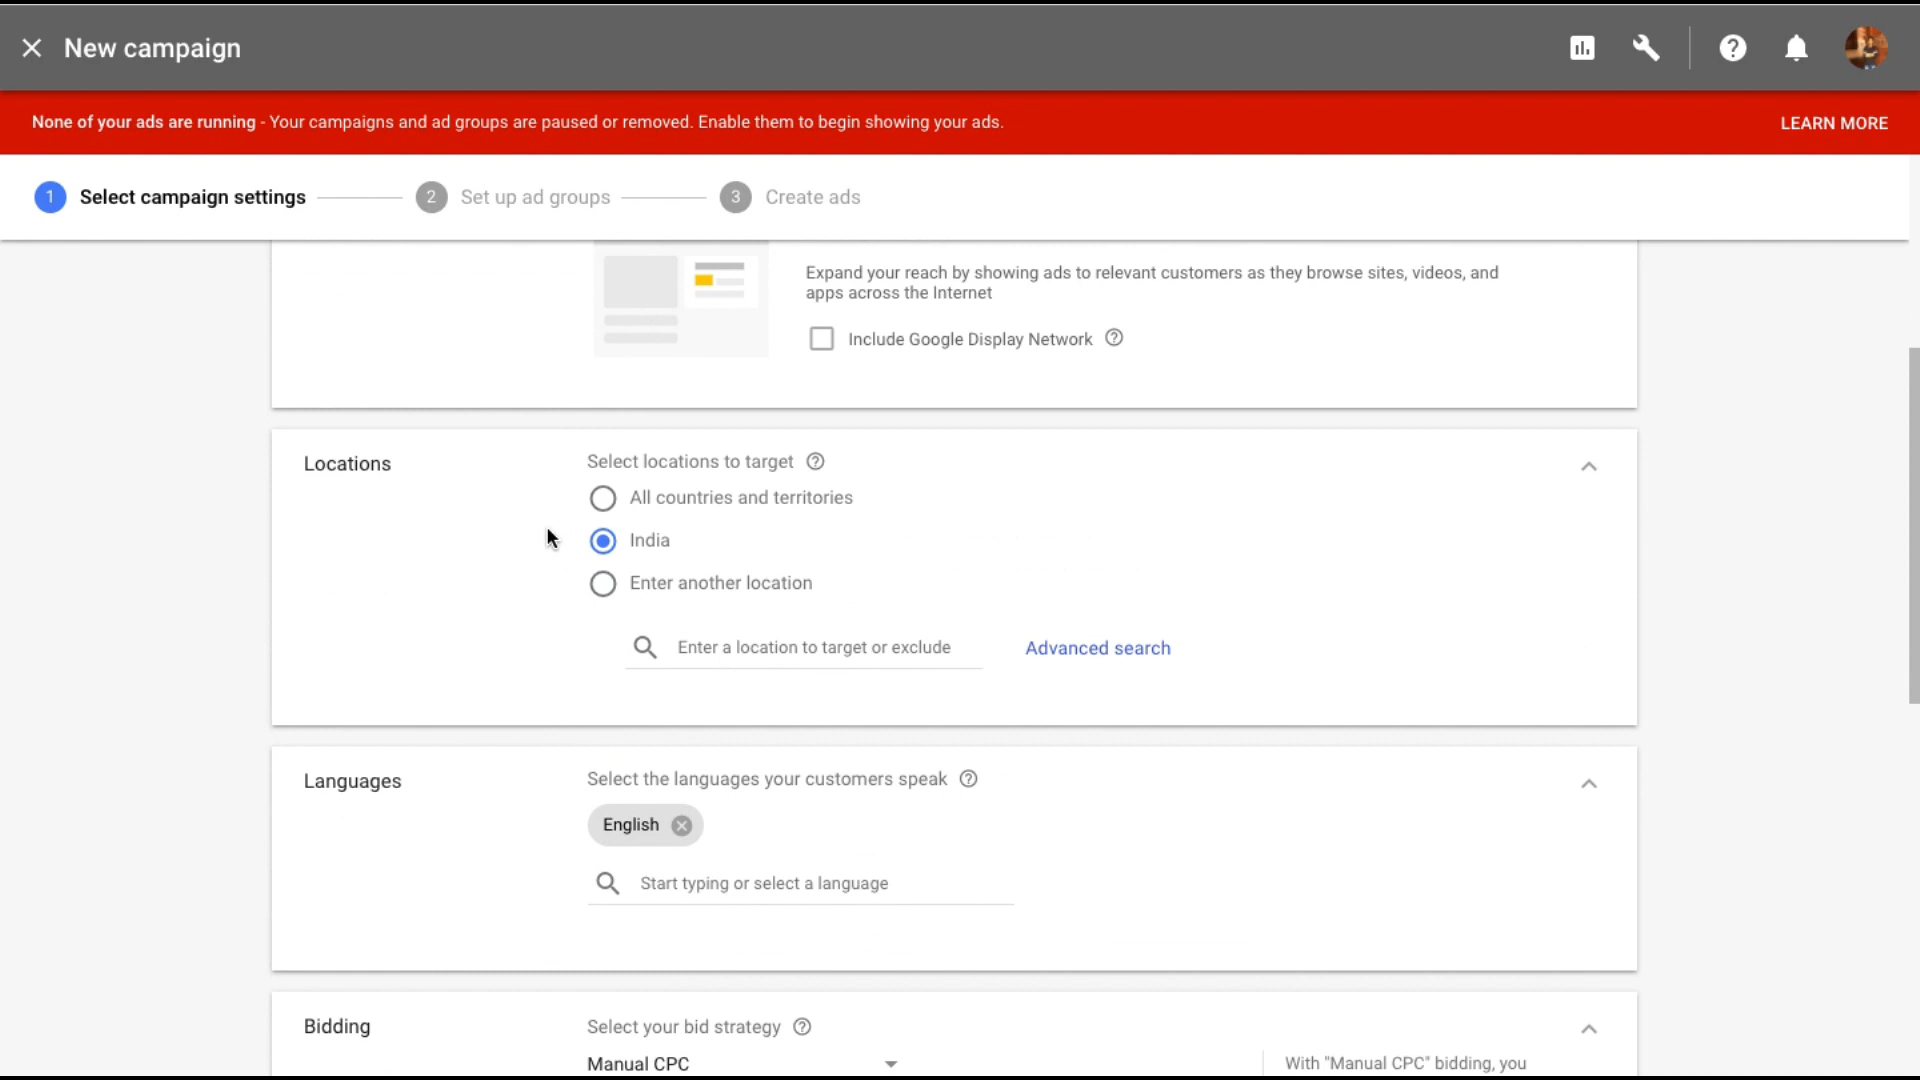 New campaign
None of your ads are running - Your campaigns and ad groups are paused or removed. Enable them to begin showing your ads.
LEARN MORE
1 Select campaign settings
2 Set up ad groups
3 Create ads
Expand your reach by showing ads to relevant customers as they browse sites, videos, and
apps across the Internet
Include Google Display Network
Locations
Select locations to target
All countries and territories
India
Enter another location
Enter a location to target or exclude
Advanced search
Languages
Select the languages your customers speak
English
Start typing or select a language
Bidding
Select your bid strategy
Manual CPC
With "Manual CPC" bidding, you